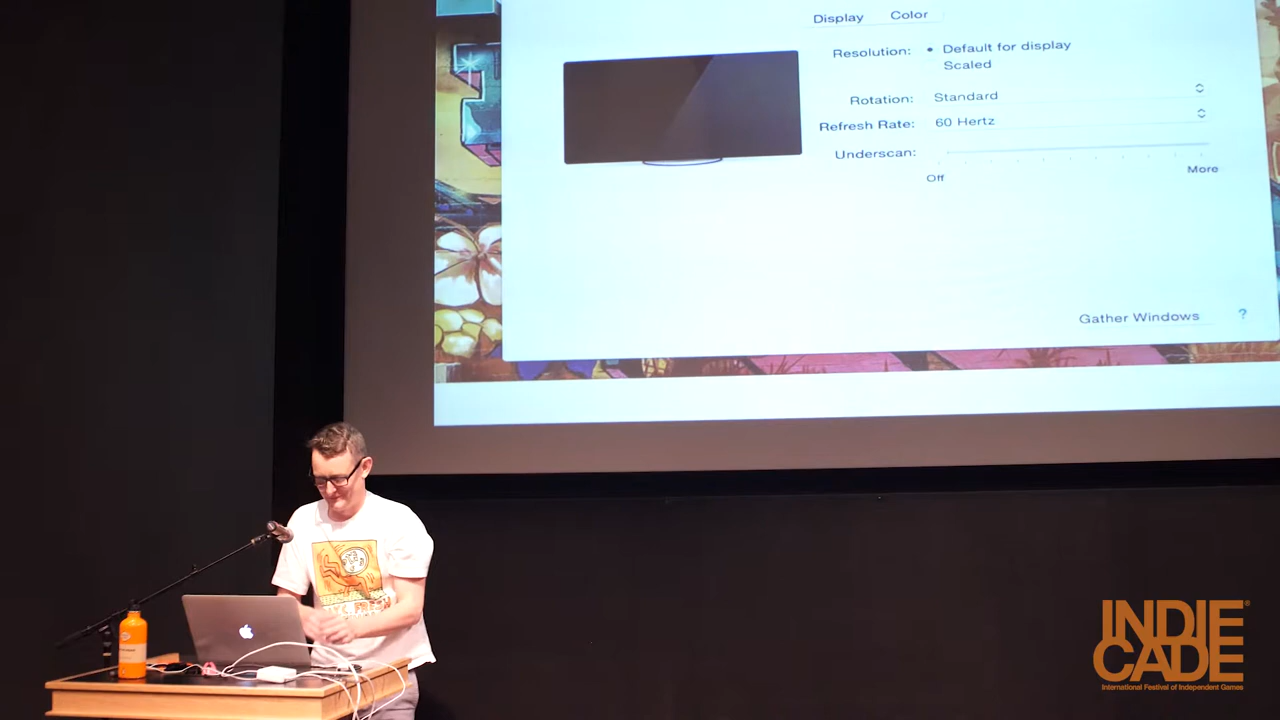 Display Color
Resolution: • Default for display
Scaled
Rotation: Standard
Refresh Rate: 60 Hertz
Underscan:
Off More
Gather Windows ?
INDIE
CADE
International Festival of Independent Games